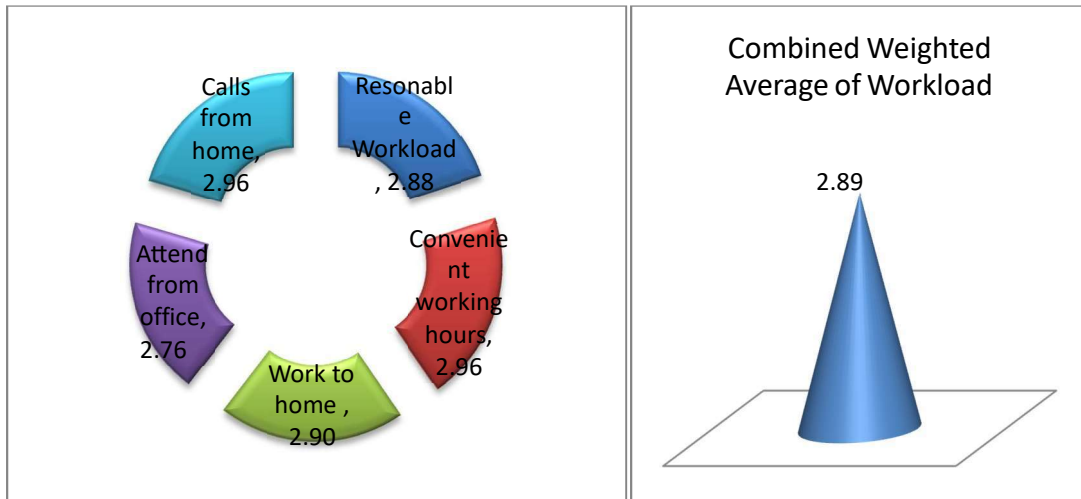 Calls
from
home,
2.96
Resonabl
e
Workload
, 2.88
Convenie
nt
working
hours,
2.96
Work to
home ,
2.90
Attend
from
office,
2.76
Combined Weighted
Average of Workload
2.89